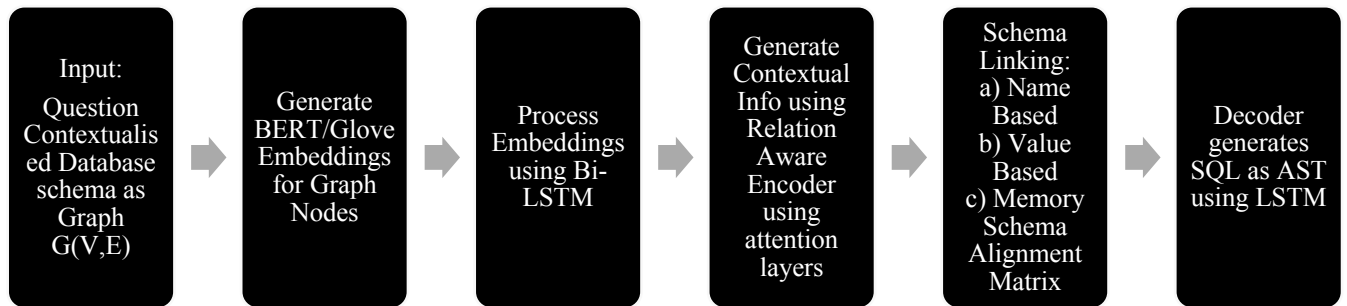 Input:
Question
Contextualis
ed Database
schema as
Graph
G(V,E)
Generate
BERT/Glove
Embeddings
for Graph
Nodes
Process
Embeddings
using Bi-
LSTM
Generate
Contextual
Info using
Relation
Aware
Encoder
using
attention
layers
Schema
Linking:
a) Name
Based
b) Value
Based
c) Memory
Schema
Alignment
Matrix
Decoder
generates
SQL as AST
using LSTM